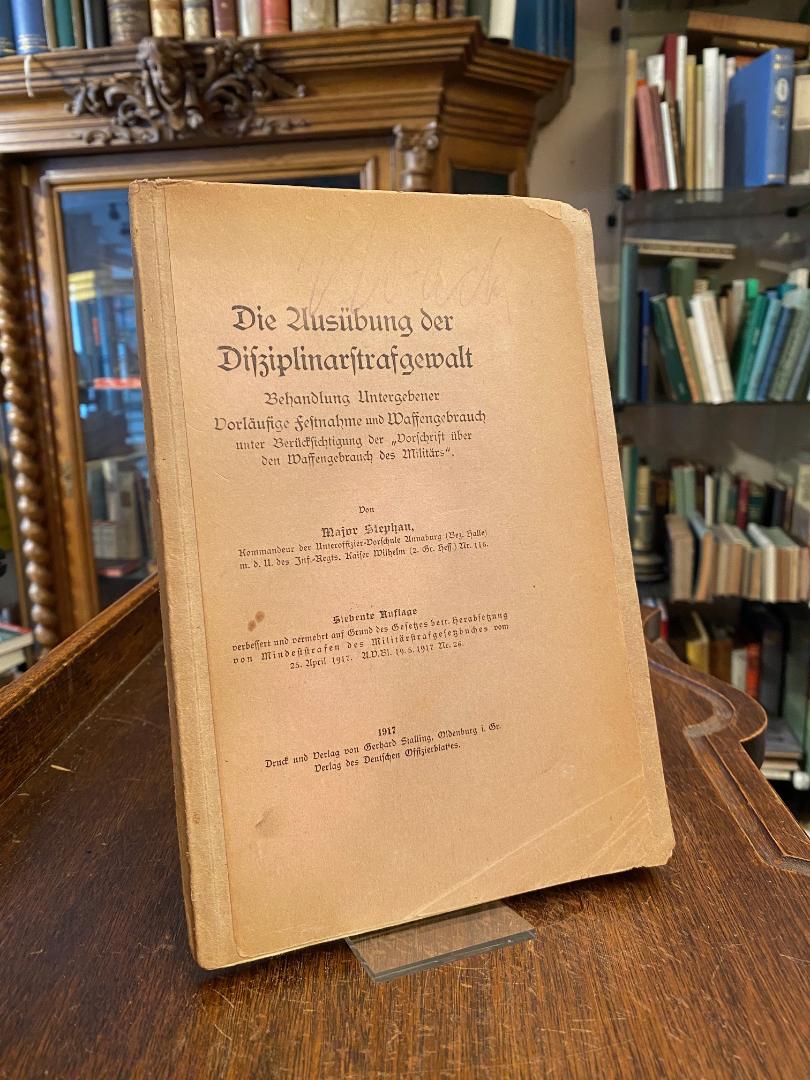 Die Ausübung der
Disziplinarstrafgewalt
Behandlung Untergebener
Vorläufige Festnahme und Waffengebrauch
unter Berücksichtigung der „Vorschrift über
den Waffengebrauch des Militärs".
Von
Major Stephan,
Kommandeur der Unteroffizier-Vorschule Annaburg (Bez. Halle)
m. d. U. des Inf.-Regts. Kaiser Wilhelm (2. Gr. Hess.) Nr. 116.
Siebente Auflage
verbessert und vermehrt auf Grund des Gesetzes betr. Herabsetzung
von Mindeststrafen des Militärstrafgesetzbuches vom
25. April 1917. A.V.Bl. 19. 5. 1917 Nr. 26.
1917
Druck und Verlag von Gerhard Stalling, Oldenburg i. Gr.
Verlag des Deutschen Offizierblattes.